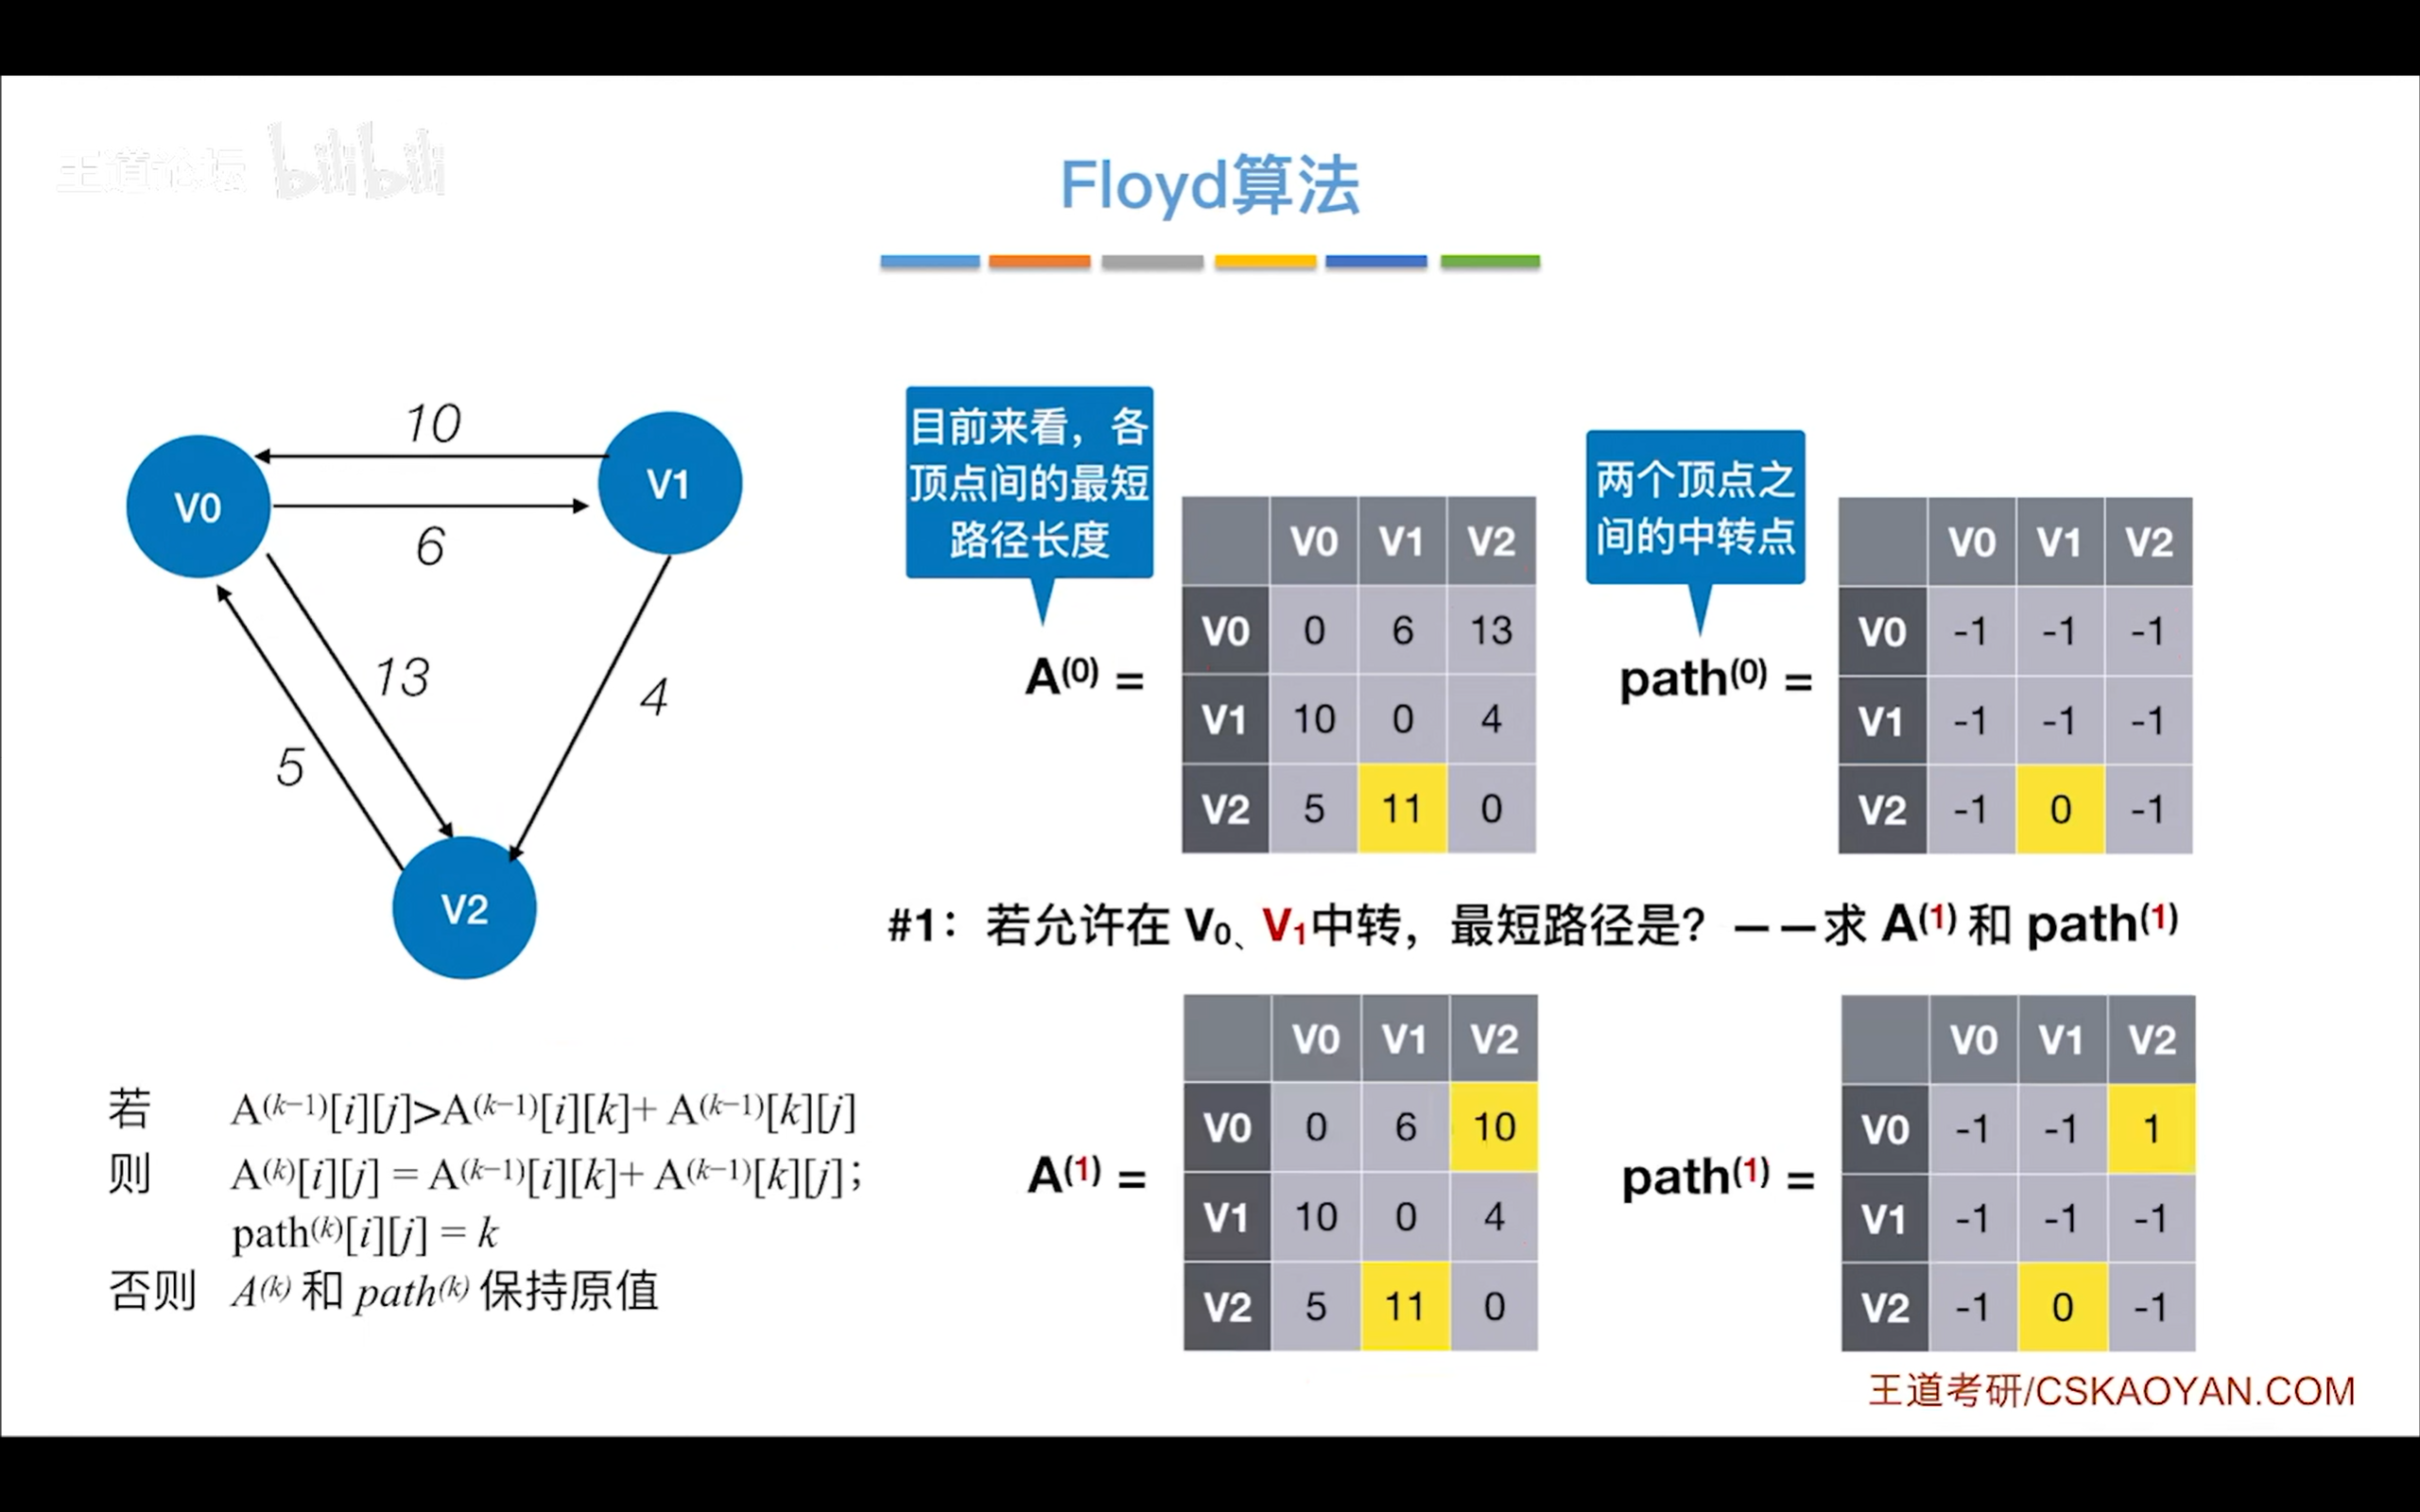 王道论坛 bilibili
Floyd算法
10
V0
V1
6
13
4
5
V2
目前来看，各
顶点间的最短
路径长度
A(0) =
V0 V1 V2
V0 0 6 13
V1 10 0 4
V2 5 11 0
两个顶点之
间的中转点
path(0) =
V0 V1 V2
V0 -1 -1 -1
V1 -1 -1 -1
V2 -1 0 -1
#1：若允许在 V0、V1中转，最短路径是？——求 A(1) 和 path(1)
若 A(k−1)[i][j]>A(k−1)[i][k]+ A(k−1)[k][j]
则 A(k)[i][j] = A(k−1)[i][k]+ A(k−1)[k][j]；
path(k)[i][j] = k
否则 A(k) 和 path(k) 保持原值
A(1) =
V0 V1 V2
V0 0 6 10
V1 10 0 4
V2 5 11 0
path(1) =
V0 V1 V2
V0 -1 -1 1
V1 -1 -1 -1
V2 -1 0 -1
王道考研/CSKAOYAN.COM